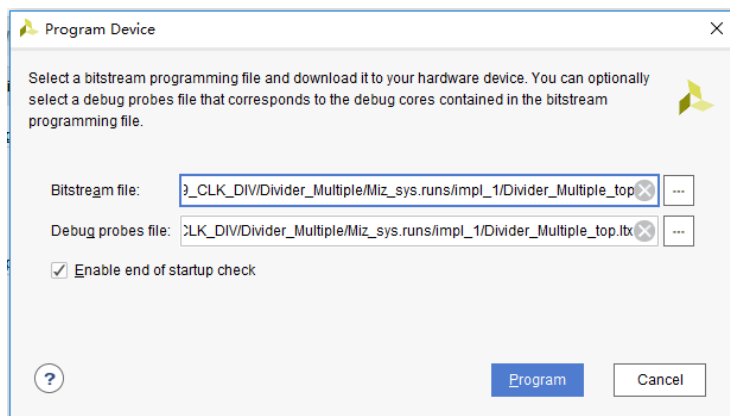 Program Device
Select a bitstream programming file and download it to your hardware device. You can optionally
select a debug probes file that corresponds to the debug cores contained in the bitstream
programming file.
Bitstream file: 9_CLK_DIV/Divider_Multiple/Miz_sys.runs/impl_1/Divider_Multiple_top ...
Debug probes file: CLK_DIV/Divider_Multiple/Miz_sys.runs/impl_1/Divider_Multiple_top.ltx ...
Enable end of startup check
? Program Cancel